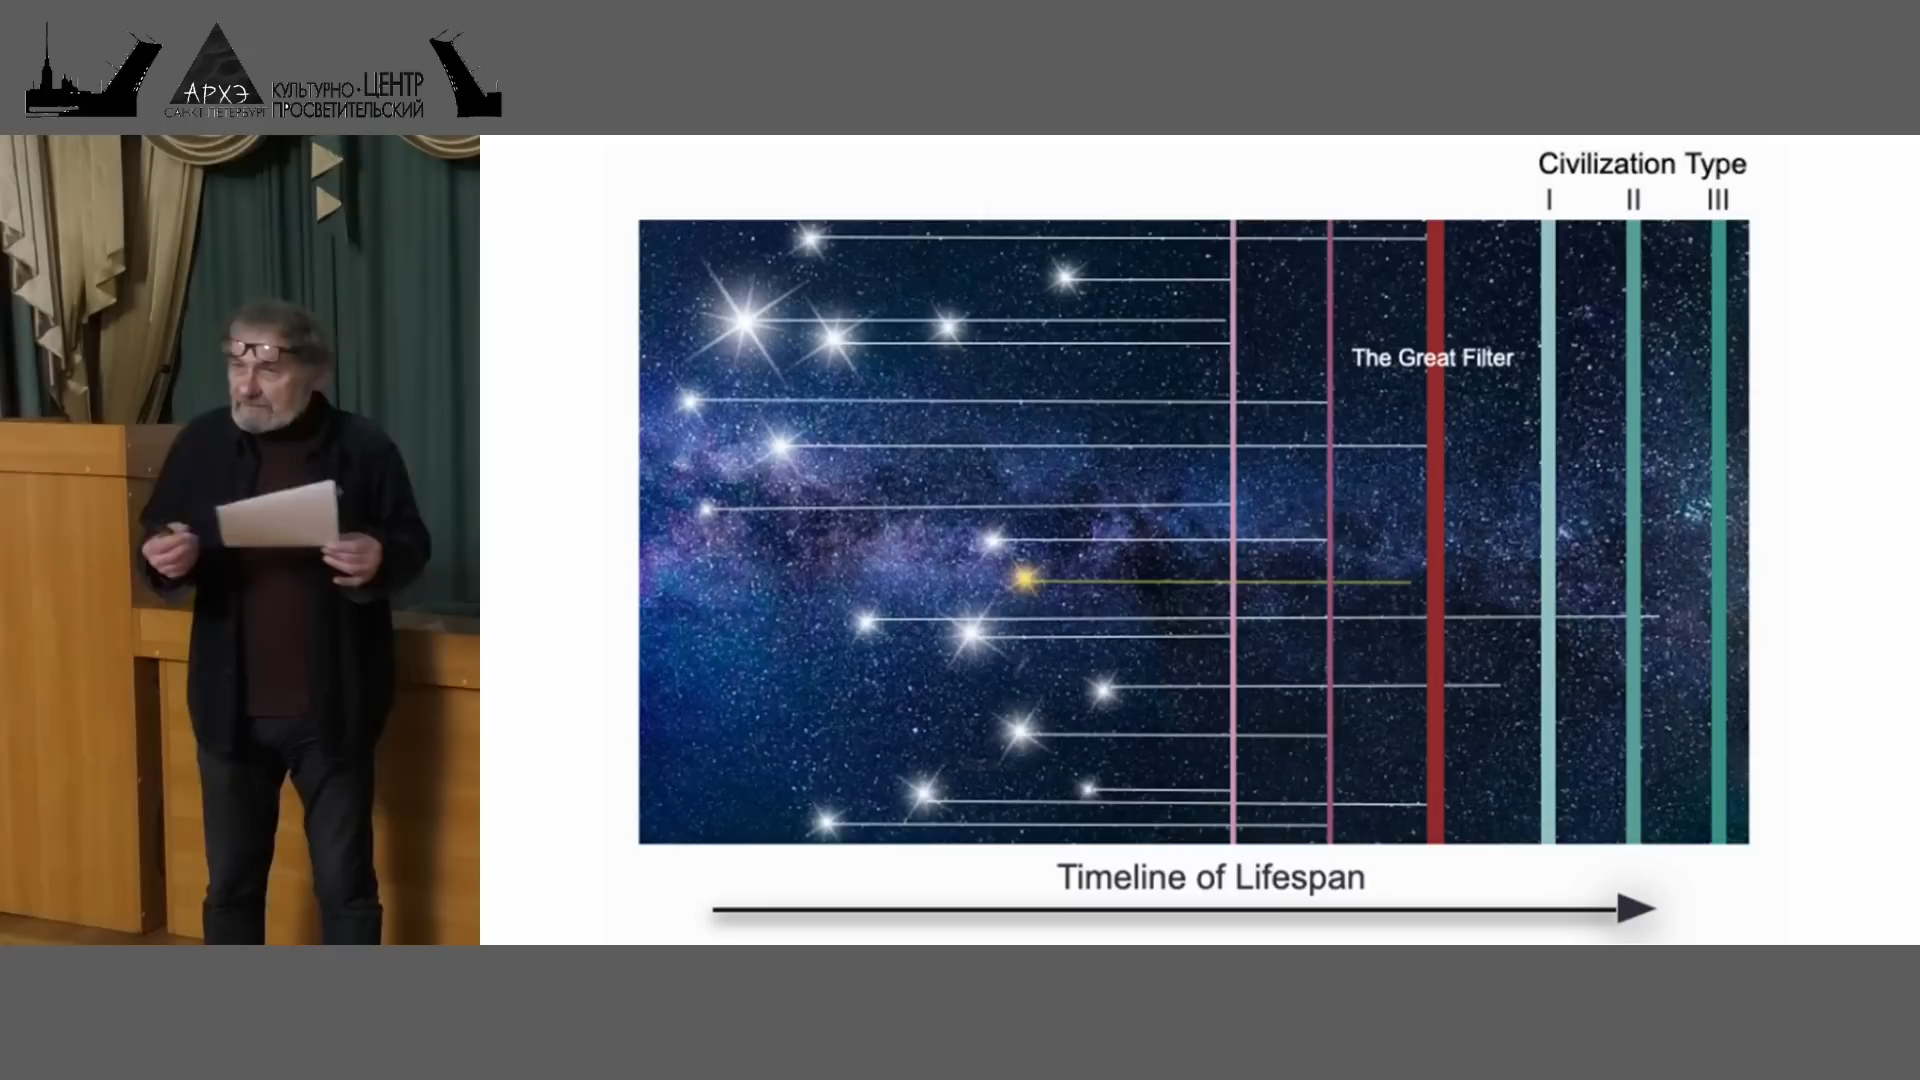 АРХЭ
САНКТ-ПЕТЕРБУРГ
КУЛЬТУРНО-ЦЕНТР
ПРОСВЕТИТЕЛЬСКИЙ
Civilization Type
I II III
The Great Filter
Timeline of Lifespan